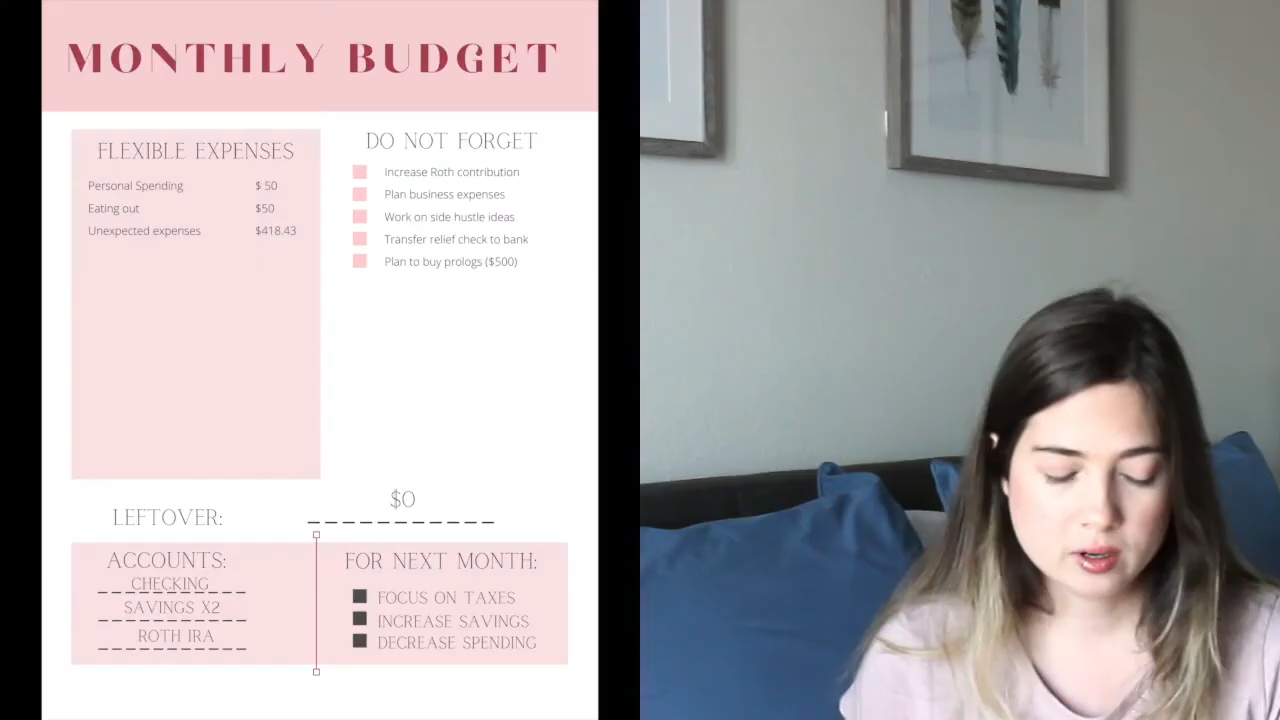 MONTHLY BUDGET
FLEXIBLE EXPENSES
Personal Spending $ 50
Eating out $50
Unexpected expenses $418.43
DO NOT FORGET
Increase Roth contribution
Plan business expenses
Work on side hustle ideas
Transfer relief check to bank
Plan to buy prologs ($500)
LEFTOVER: $0
ACCOUNTS:
CHECKING
SAVINGS X2
ROTH IRA
FOR NEXT MONTH:
FOCUS ON TAXES
INCREASE SAVINGS
DECREASE SPENDING